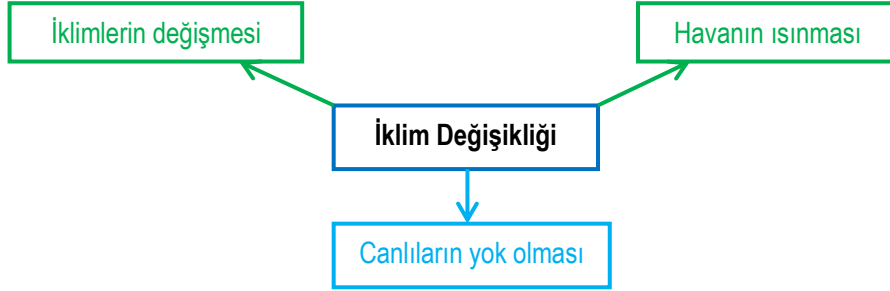 İklimlerin değişmesi
Havanın ısınması
İklim Değişikliği
Canlıların yok olması